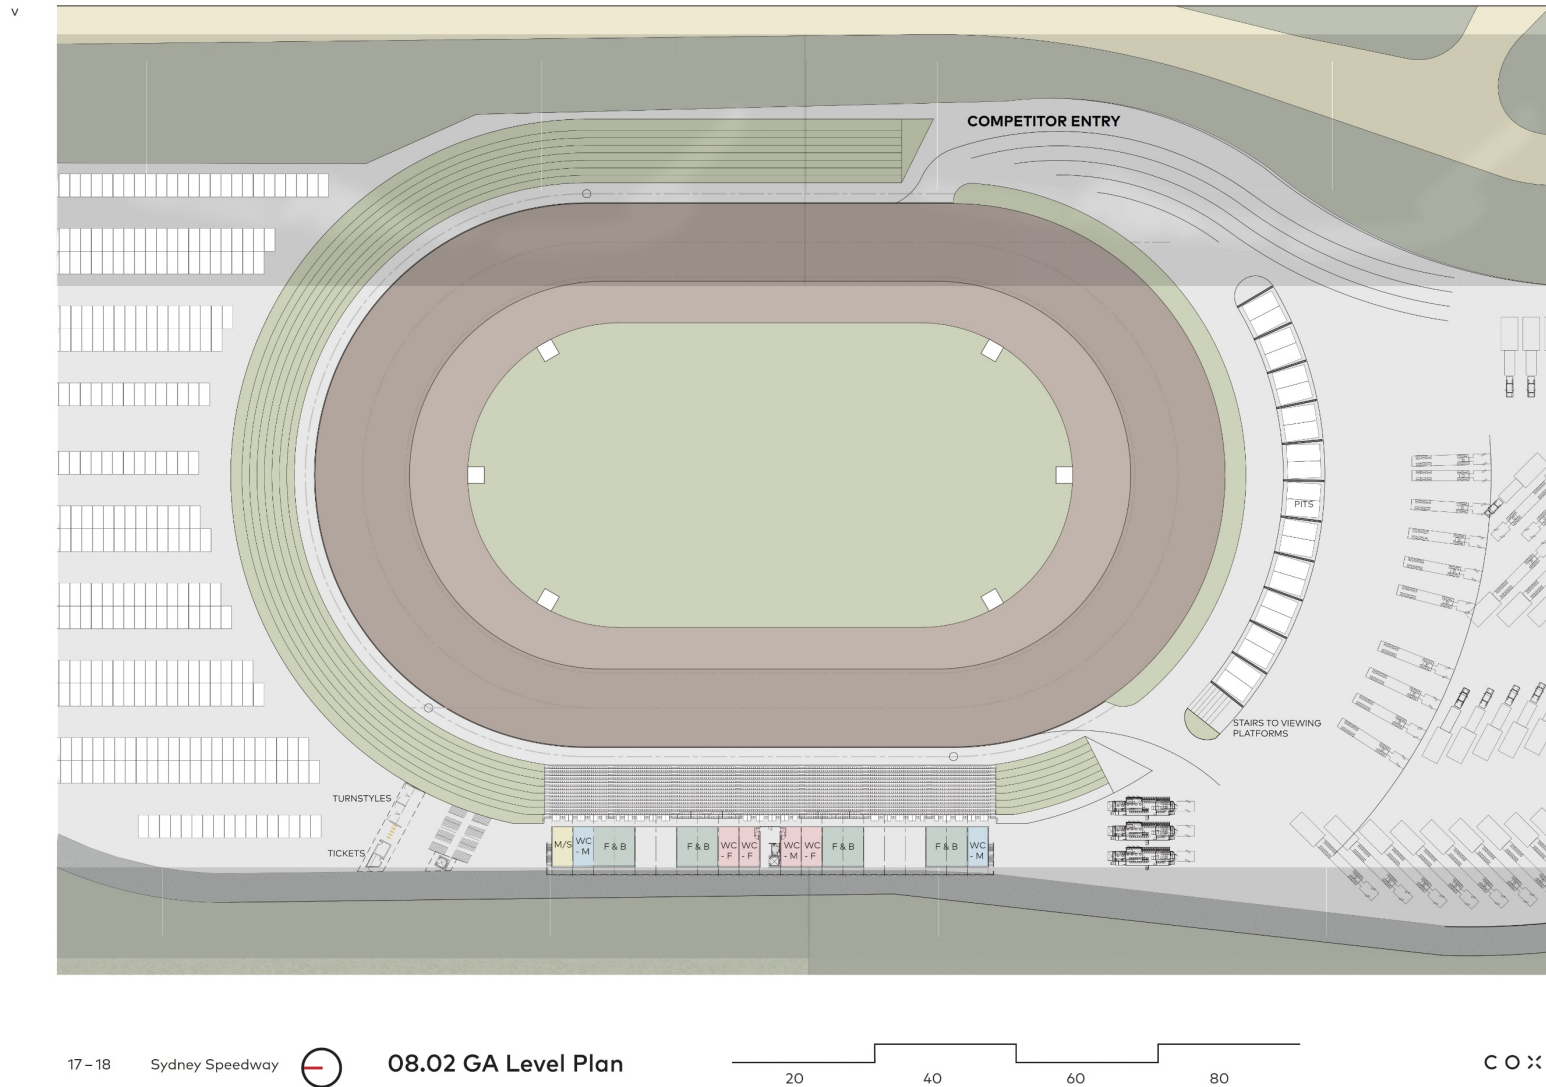 v
COMPETITOR ENTRY
PITS
STAIRS TO VIEWING
PLATFORMS
TURNSTYLES
TICKETS
M/S
WC
- M
F & B
F & B
WC
- F
WC
- F
WC
- M
WC
- F
F & B
F & B
WC
- M
17 – 18
Sydney Speedway
08.02 GA Level Plan
20
40
60
80
COX